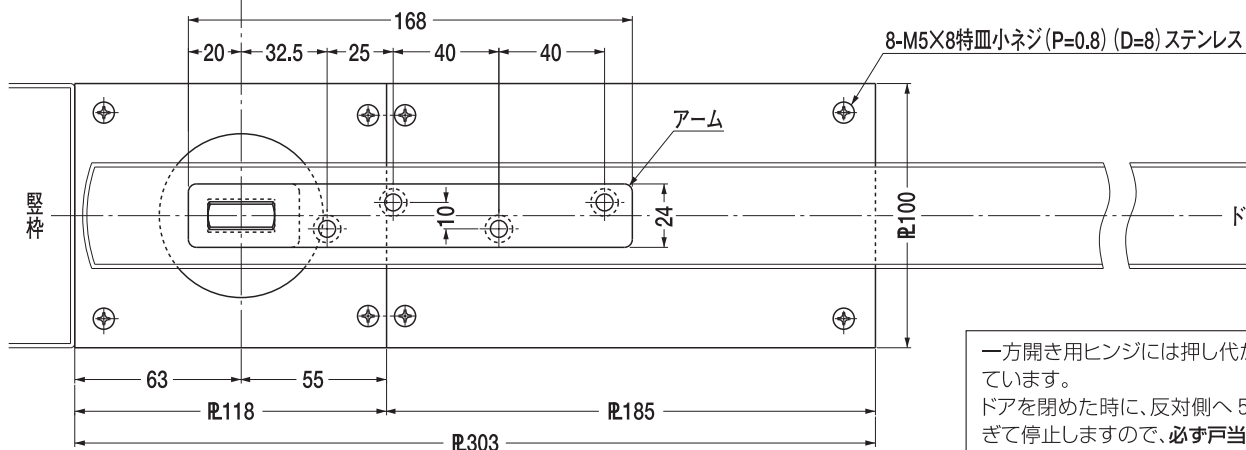 168
20
32.5
25
40
40
8-M5×8特皿小ネジ(P=0.8) (D=8) ステンレス
アーム
竪枠
10
24
PL100
ド
63
55
PL118
PL185
PL303
一方開き用ヒンジには押し代が
ています。
ドアを閉めた時に、反対側へ5
ぎて停止しますので、必ず戸当